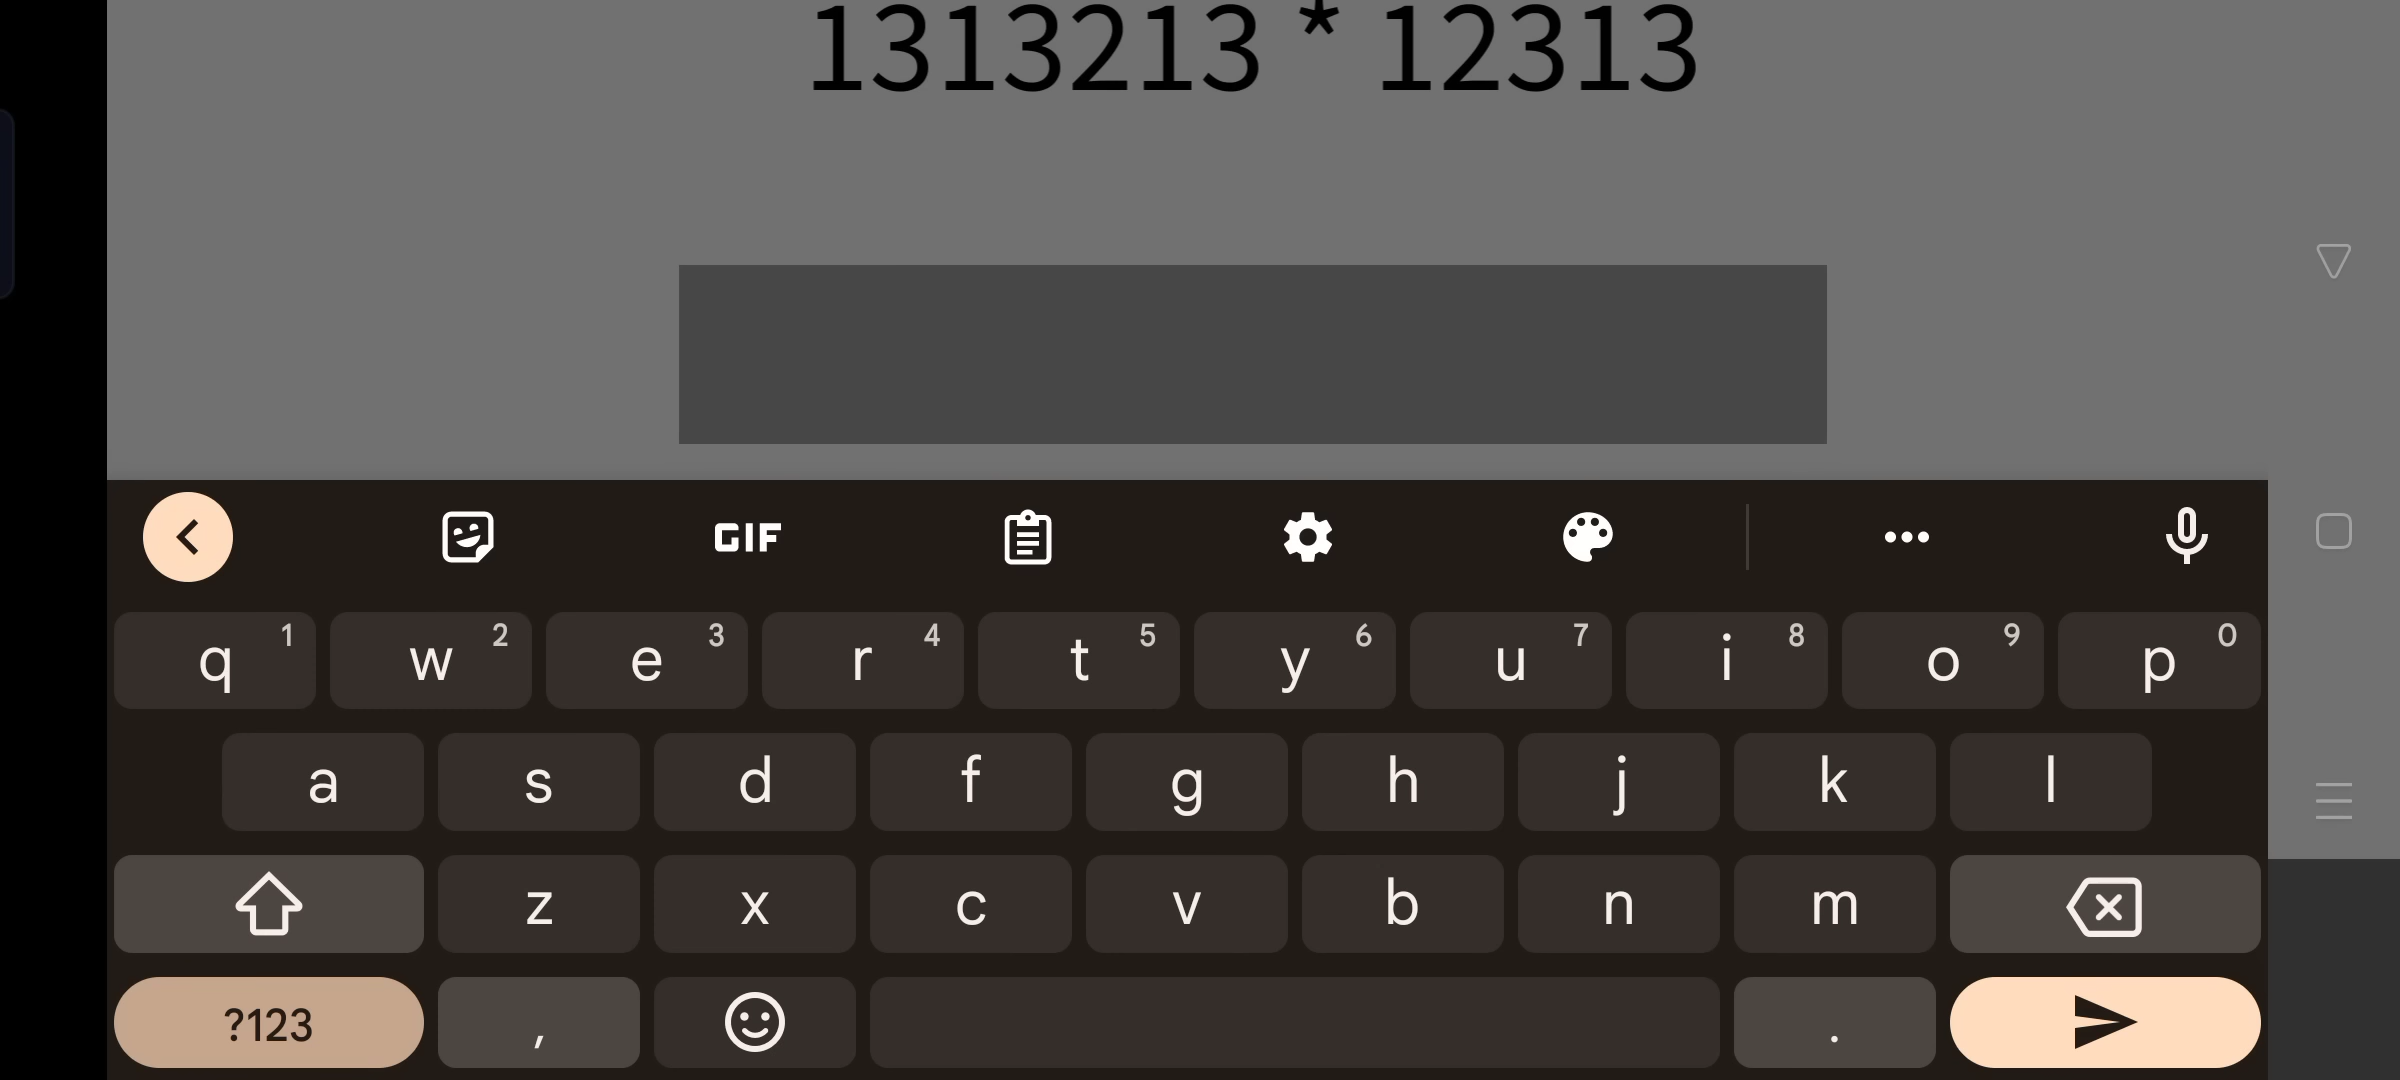 1313213 * 12313
GIF
q 1 w 2 e 3 r 4 t 5 y 6 u 7 i 8 o 9 p 0
a s d f g h j k l
z x c v b n m
?123 , .